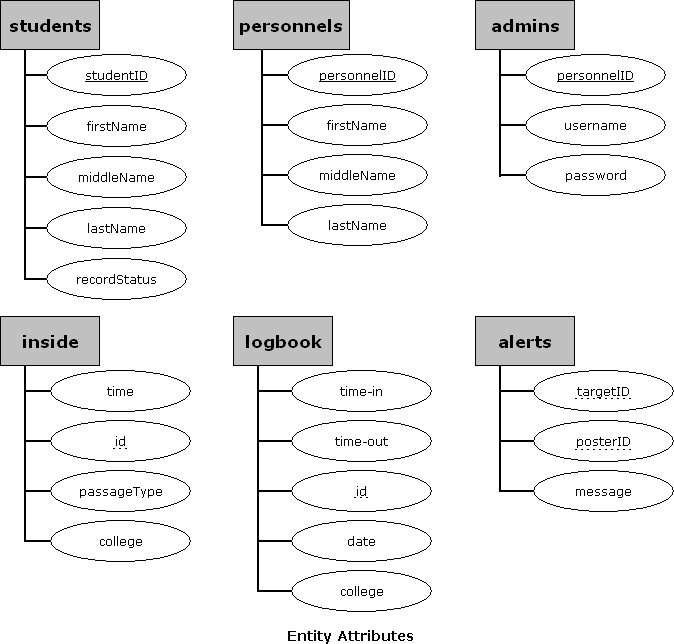 students
studentID
firstName
middleName
lastName
recordStatus
personnels
personnelID
firstName
middleName
lastName
admins
personnelID
username
password
inside
time
id
passageType
college
logbook
time-in
time-out
id
date
college
alerts
targetID
posterID
message
Entity Attributes